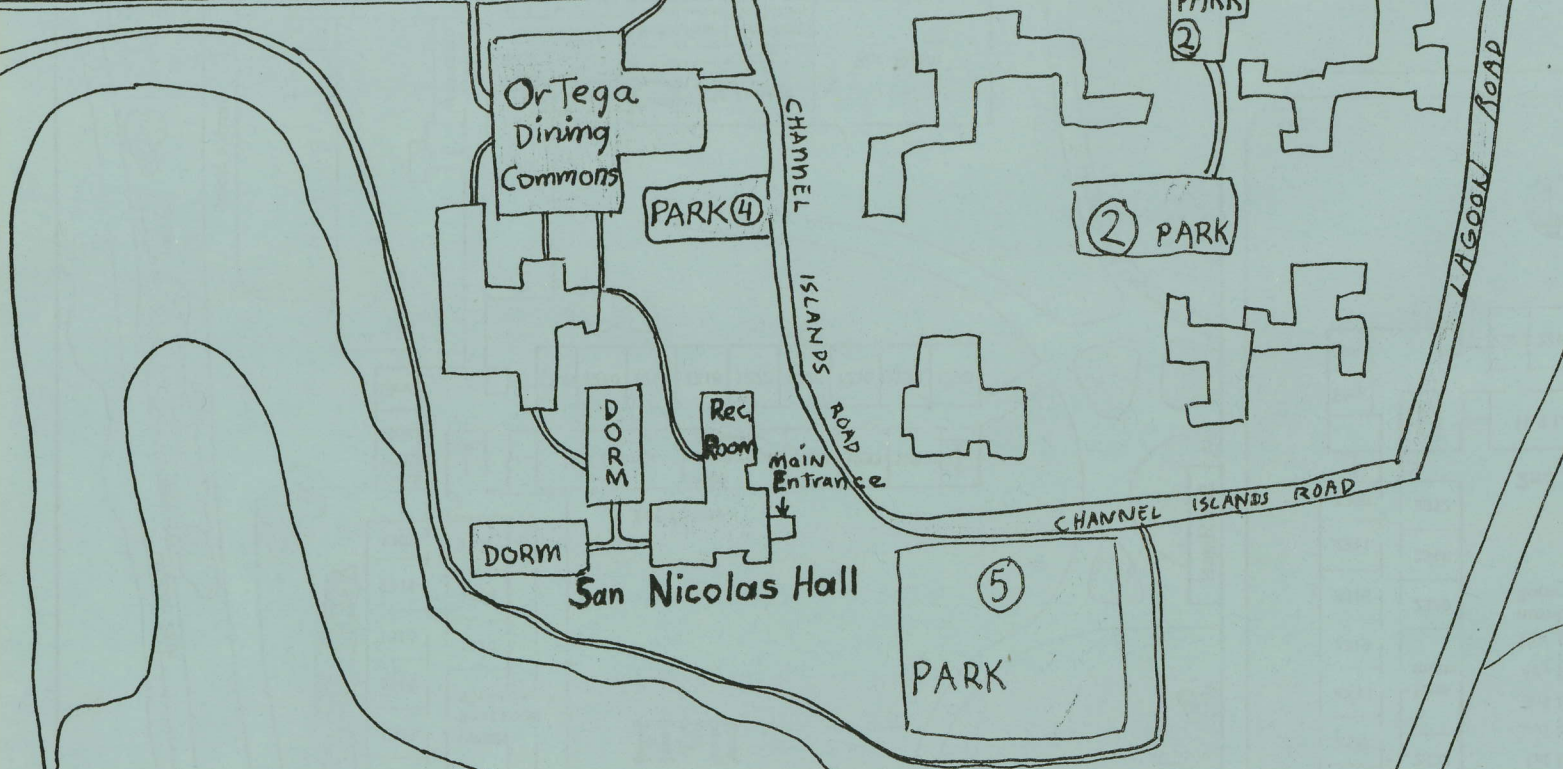 PARK
2
OrTega
Dining
Commons
PARK 4
2 PARK
CHANNEL ISLANDS ROAD
LAGOON ROAD
DORM
Rec
Room
Main
Entrance
CHANNEL ISLANDS ROAD
DORM
San Nicolas Hall
5
PARK